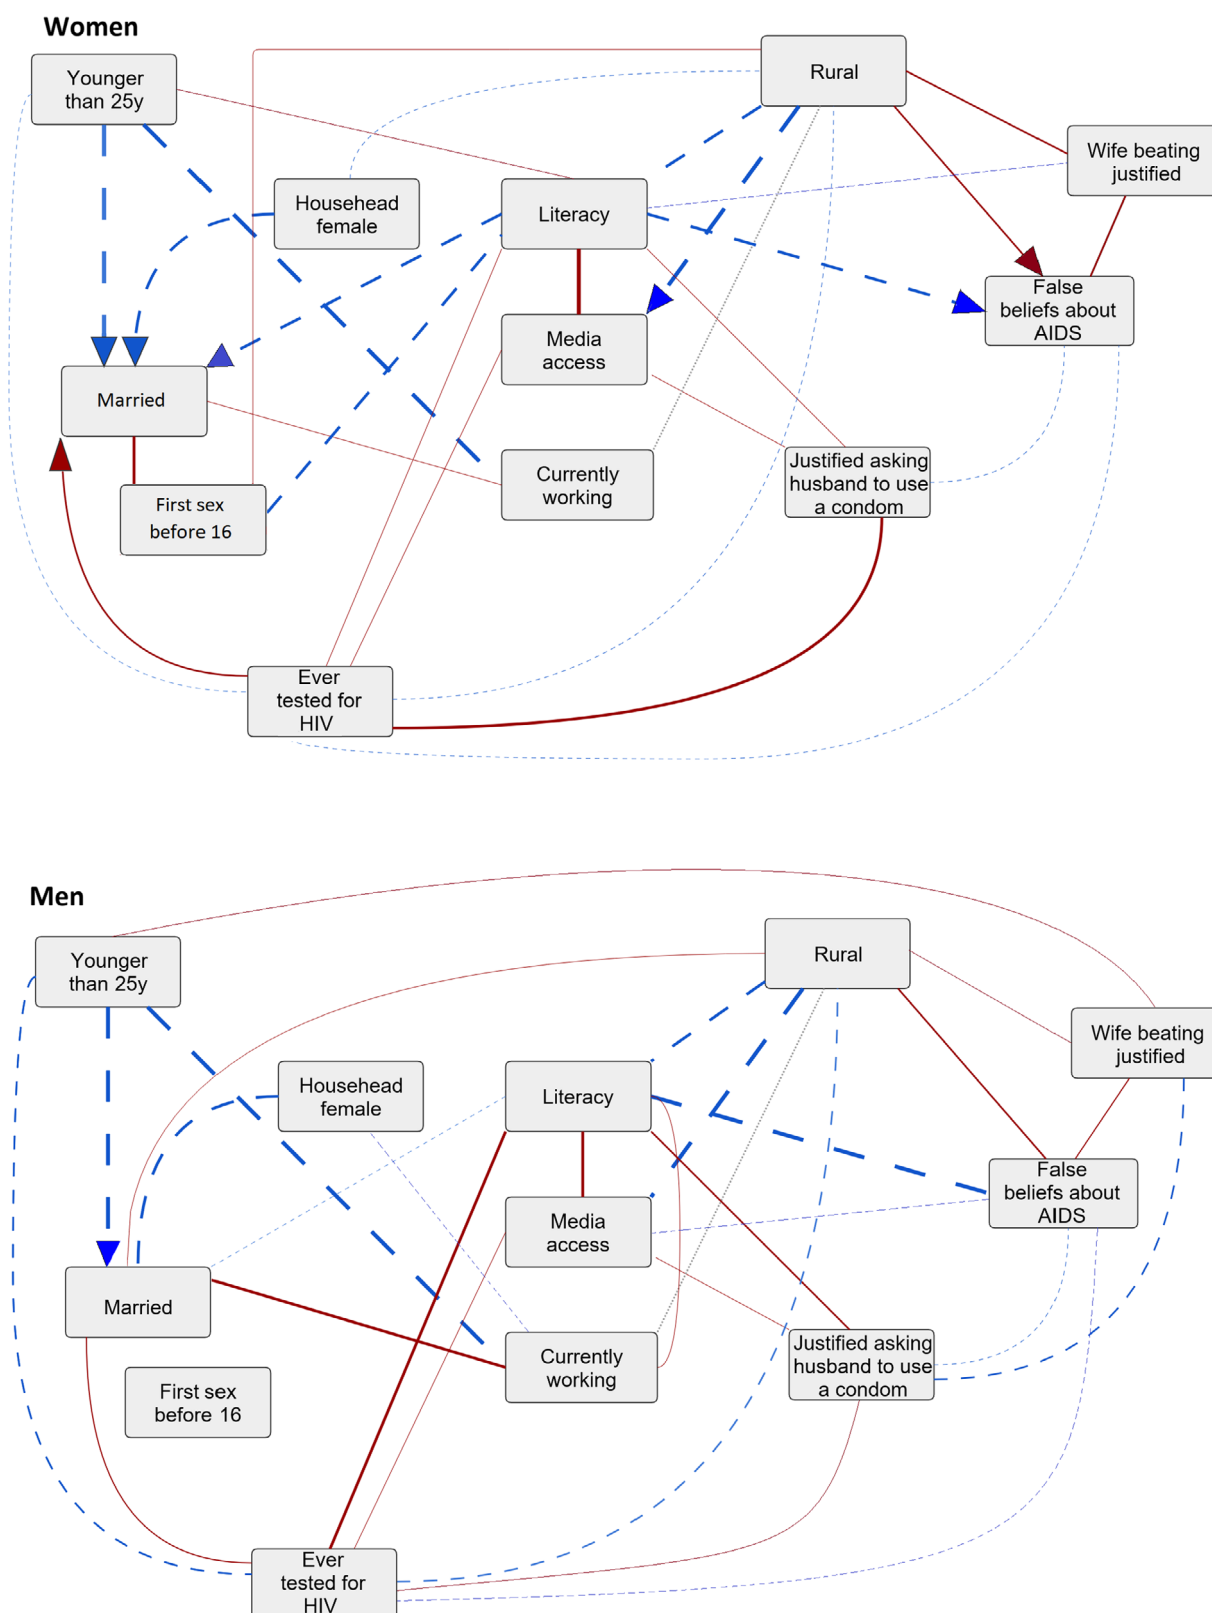 Women
Younger
than 25y
Rural
Wife beating
justified
Househead
female
Literacy
False
beliefs about
AIDS
Media
access
Married
Currently
working
Justified asking
husband to use
a condom
First sex
before 16
Ever
tested for
HIV
Men
Younger
than 25y
Rural
Wife beating
justified
Househead
female
Literacy
False
beliefs about
AIDS
Media
access
Married
Currently
working
Justified asking
husband to use
a condom
First sex
before 16
Ever
tested for
HIV